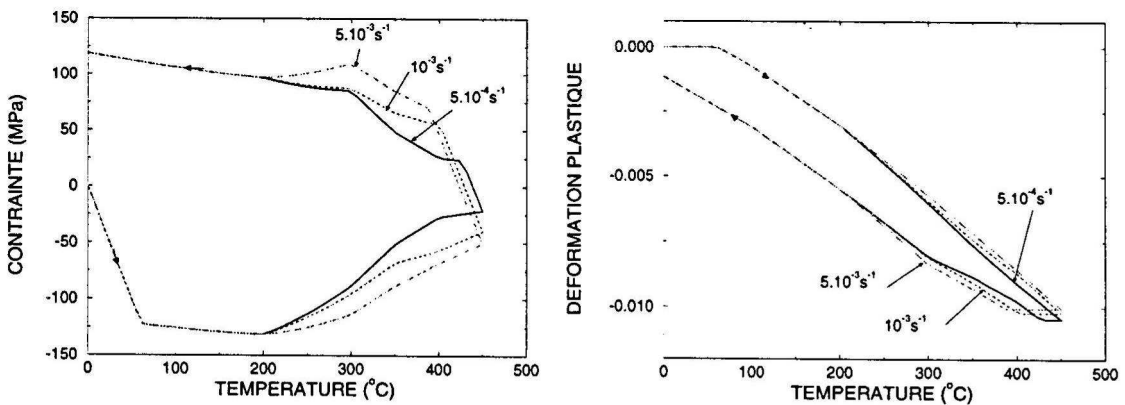 CONTRAINTE (MPa)
150
100
50
0
-50
-100
-150
5.10⁻³s⁻¹
10⁻³s⁻¹
5.10⁻⁴s⁻¹
0 100 200 300 400 500
TEMPERATURE (°C)
DEFORMATION PLASTIQUE
0.000
-0.005
-0.010
5.10⁻⁴s⁻¹
5.10⁻³s⁻¹
10⁻³s⁻¹
0 100 200 300 400 500
TEMPERATURE (°C)